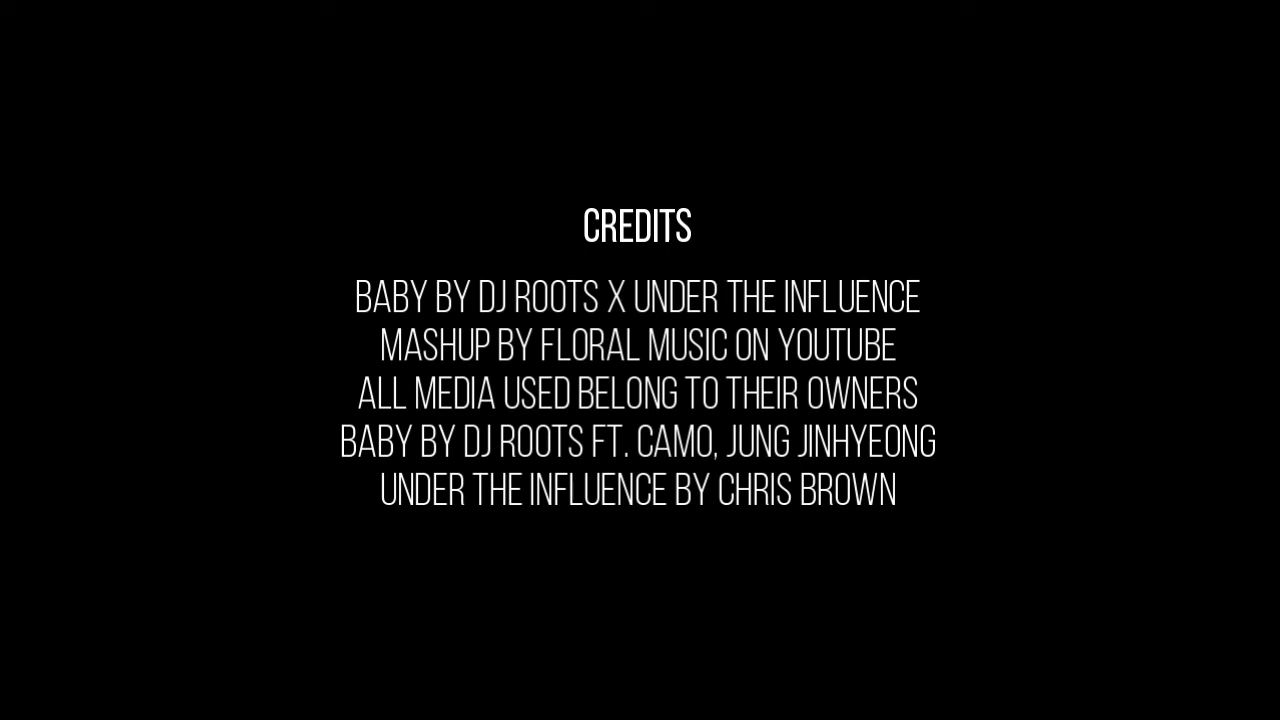 CREDITS
BABY BY DJ ROOTS X UNDER THE INFLUENCE
MASHUP BY FLORAL MUSIC ON YOUTUBE
ALL MEDIA USED BELONG TO THEIR OWNERS
BABY BY DJ ROOTS FT. CAMO, JUNG JINHYEONG
UNDER THE INFLUENCE BY CHRIS BROWN